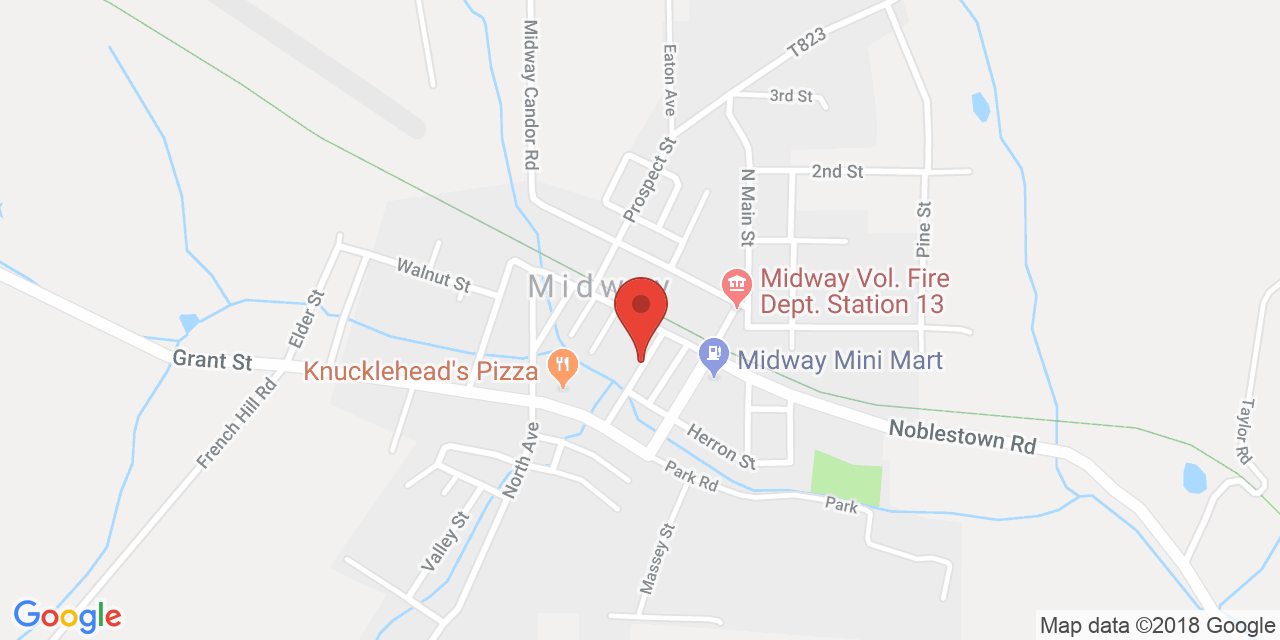 Midway Candor Rd
Eaton Ave
T823
3rd St
Prospect St
2nd St
N Main St
Pine St
Walnut St
Midway
Elder St
Midway Vol. Fire
Dept. Station 13
Grant St
Knucklehead's Pizza
Midway Mini Mart
French Hill Rd
Taylor Rd
North Ave
Herron St
Noblestown Rd
Park Rd
Park
Valley St
Massey St
Google
Map data ©2018 Google